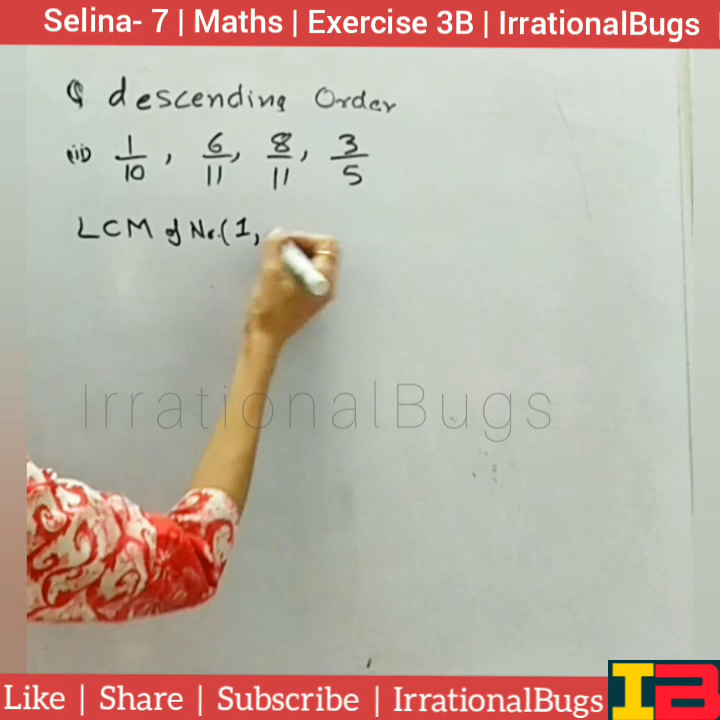 Selina- 7 | Maths | Exercise 3B | IrrationalBugs
Q descending Order
(ii) 1/10 , 6/11 , 8/11 , 3/5
LCM of Nr. (1,
IrrationalBugs
Like | Share | Subscribe | IrrationalBugs
IB